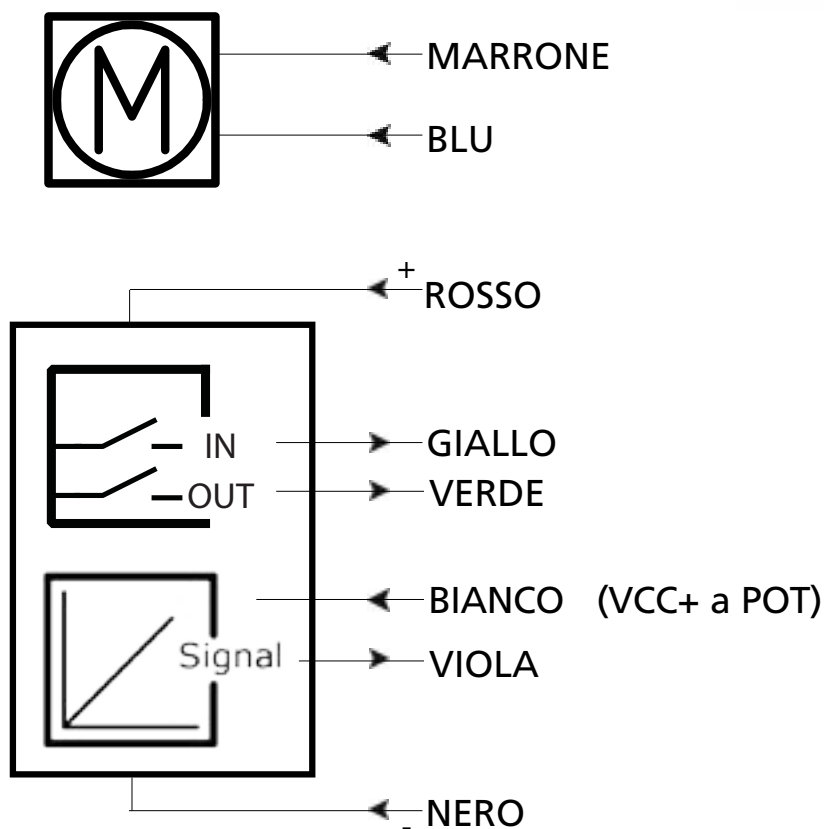 M
MARRONE
BLU
+
ROSSO
IN
GIALLO
OUT
VERDE
BIANCO (VCC+ a POT)
Signal
VIOLA
NERO
-